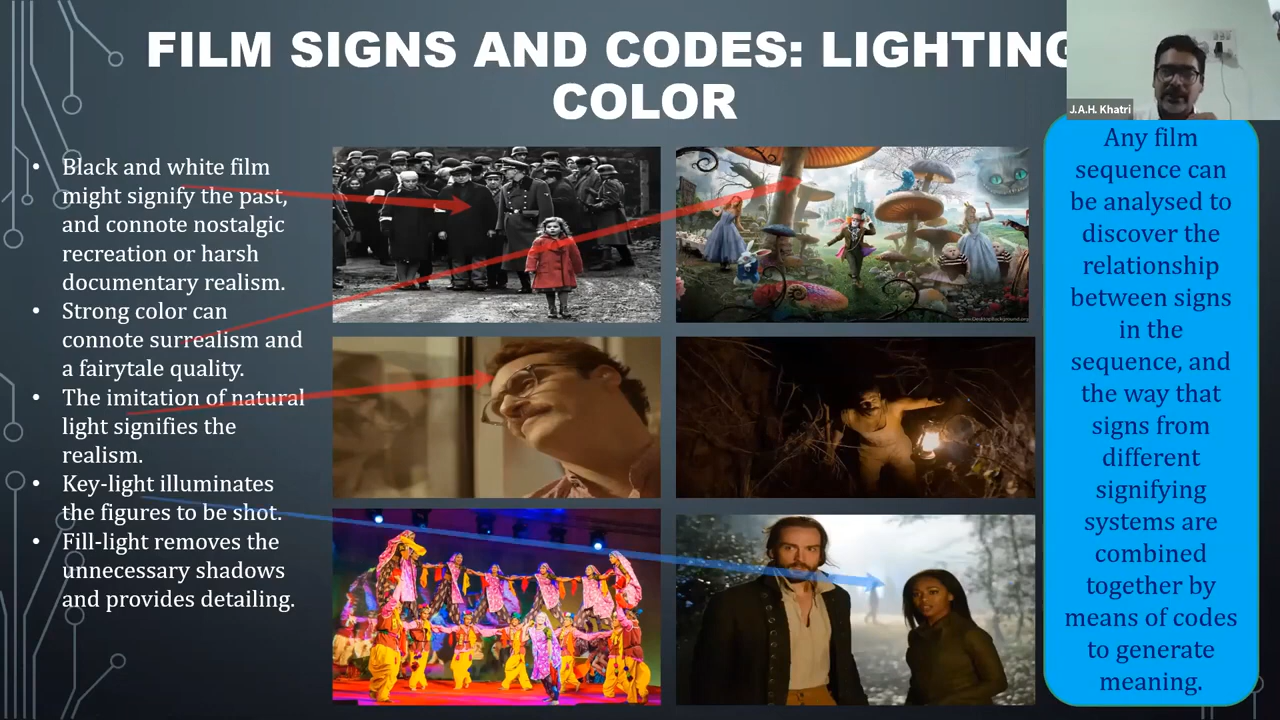 FILM SIGNS AND CODES: LIGHTING
COLOR
J.A.H. Khatri
• Black and white film
might signify the past,
and connote nostalgic
recreation or harsh
documentary realism.
• Strong color can
connote surrealism and
a fairytale quality.
• The imitation of natural
light signifies the
realism.
• Key-light illuminates
the figures to be shot.
• Fill-light removes the
unnecessary shadows
and provides detailing.
www.DesktopBackground.org
Any film
sequence can
be analysed to
discover the
relationship
between signs
in the
sequence, and
the way that
signs from
different
signifying
systems are
combined
together by
means of codes
to generate
meaning.